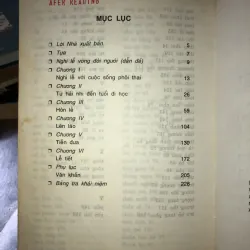 AFER READING
MỤC LỤC
Lời Nhà xuất bản 5
Tựa 7
Nghi lễ vòng đời người (dẫn đề) 9
Chương I
Nghi lễ với cuộc sống phôi thai 13
Chương II
Từ hài nhi đến tuổi đi học 26
Chương III
Hôn lễ 59
Chương IV
Lên lão 104
Chương V
Tiễn đưa 130
Chương VI
Lễ tiết 172
Phụ lục
Văn khấn 205
Bảng tra khái niệm 228